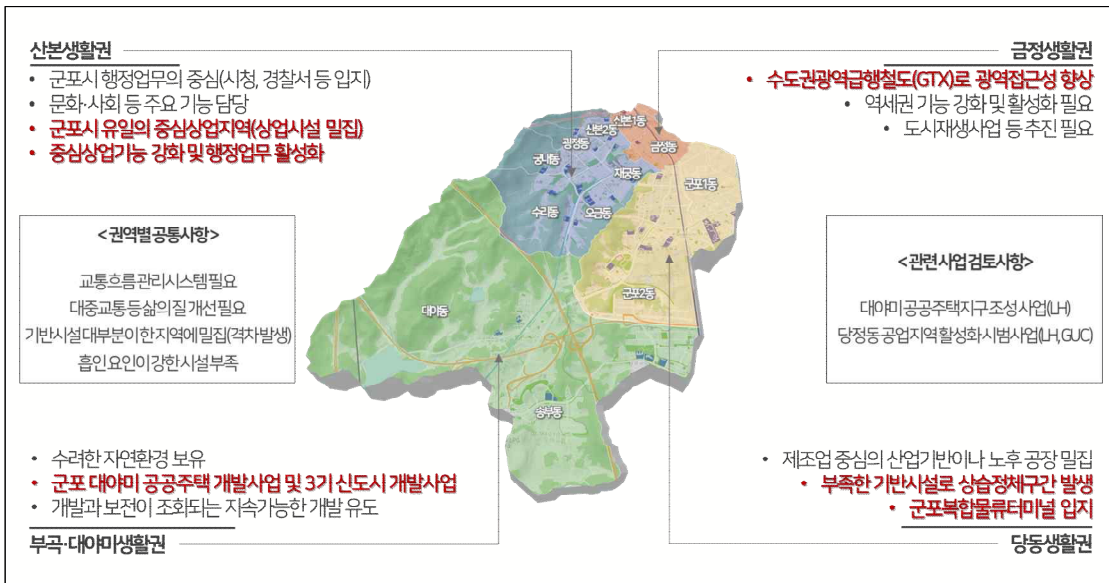 산본생활권
• 군포시 행정업무의 중심(시청, 경찰서 등 입지)
• 문화·사회 등 주요 기능 담당
• 군포시 유일의 중심상업지역(상업시설 밀집)
• 중심상업기능 강화 및 행정업무 활성화
금정생활권
• 수도권광역급행철도(GTX)로 광역접근성 향상
• 역세권 기능 강화 및 활성화 필요
• 도시재생사업 등 추진 필요
<권역별 공통사항>
교통흐름관리시스템필요
대중교통 등 삶의 질 개선필요
기반시설 대부분이 한 지역에 밀집(격차발생)
흡인요인이 강한 시설 부족
산본1동
산본2동
금정동
광정동
궁내동
재궁동
군포1동
수리동
오금동
군포2동
대야동
송부동
<관련사업 검토사항>
대야미 공공주택지구 조성사업(LH)
당정동 공업지역 활성화 시범사업(LH,GUC)
• 수려한 자연환경 보유
• 군포 대야미 공공주택 개발사업 및 3기 신도시 개발사업
• 개발과 보전이 조화되는 지속가능한 개발 유도
부곡·대야미생활권
• 제조업 중심의 산업기반이나 노후 공장 밀집
• 부족한 기반시설로 상습정체구간 발생
• 군포복합물류터미널 입지
당동생활권